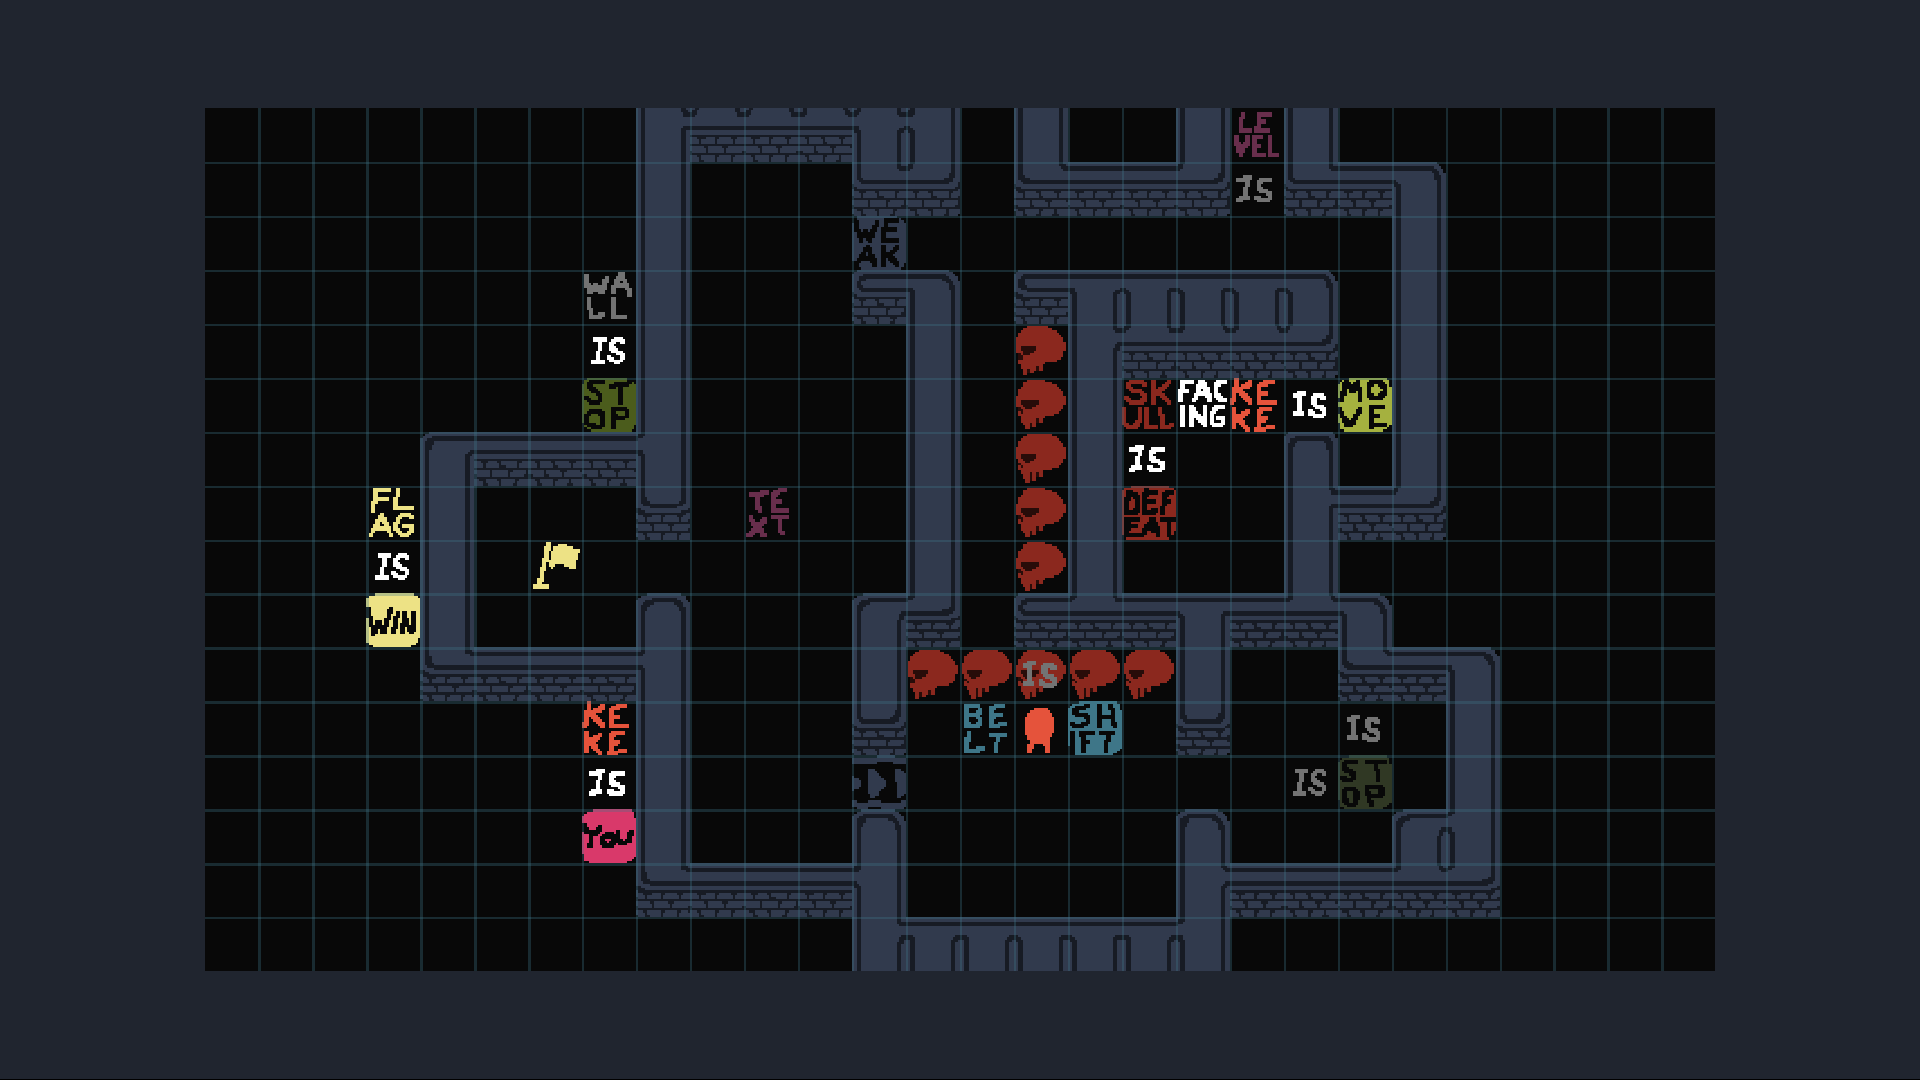 LEVEL
IS
WEAK
WALL
IS
STOP
SKULL FACING KEKE IS MOVE
IS
DEFEAT
FLAG
IS
WIN
TEXT
IS
KEKE
IS
YOU
BELT SHIFT
IS
IS STOP